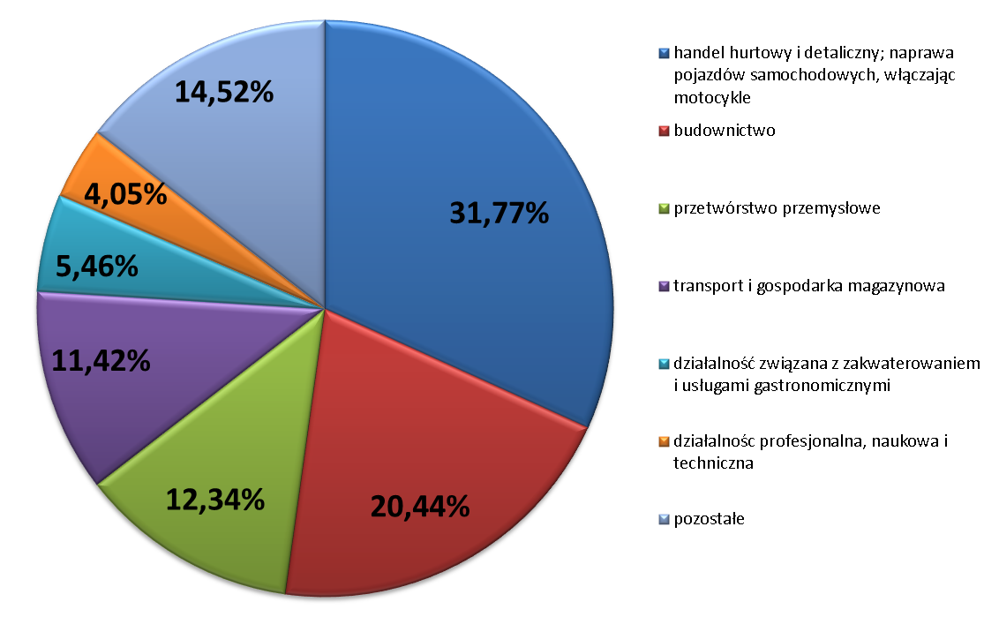 14,52%
4,05%
5,46%
11,42%
12,34%
20,44%
31,77%
handel hurtowy i detaliczny; naprawa
pojazdów samochodowych, włączając
motocykle
budownictwo
przetwórstwo przemysłowe
transport i gospodarka magazynowa
działalność związana z zakwaterowaniem
i usługami gastronomicznymi
działalnośc profesjonalna, naukowa i
techniczna
pozostałe